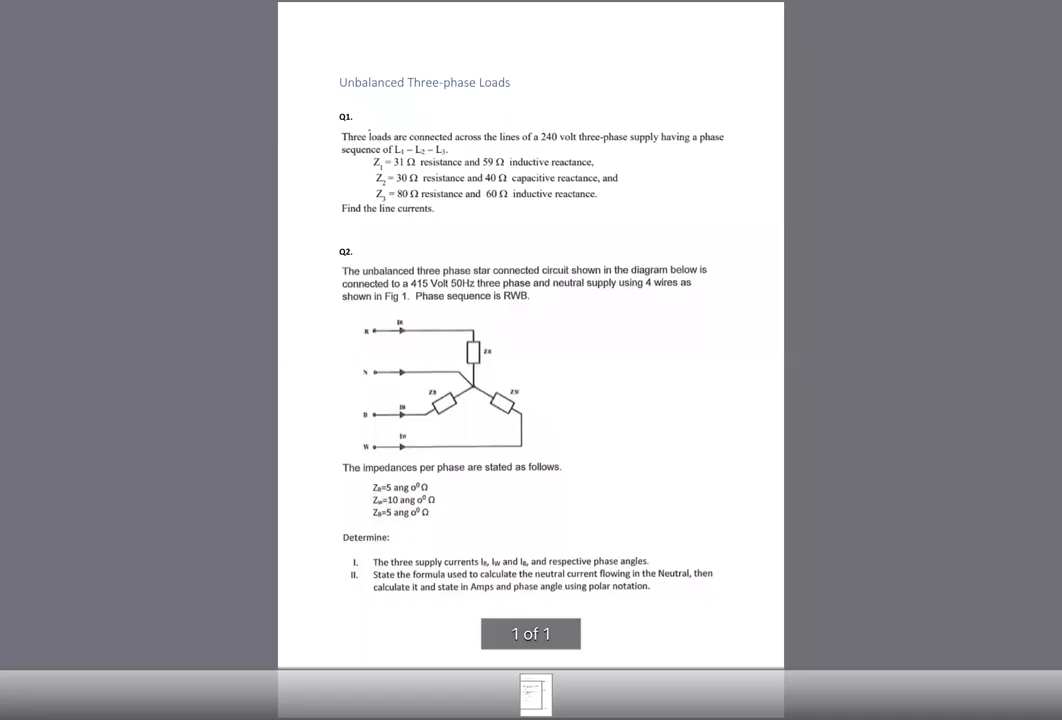 Unbalanced Three-phase Loads
Q1.
Three loads are connected across the lines of a 240 volt three-phase supply having a phase
sequence of L₁ – L₂ – L₃.
Z₁ = 31 Ω resistance and 59 Ω inductive reactance,
Z₂ = 30 Ω resistance and 40 Ω capacitive reactance, and
Z₃ = 80 Ω resistance and 60 Ω inductive reactance.
Find the line currents.
Q2.
The unbalanced three phase star connected circuit shown in the diagram below is
connected to a 415 Volt 50Hz three phase and neutral supply using 4 wires as
shown in Fig 1. Phase sequence is RWB.
R
N
B
W
The impedances per phase are stated as follows.
Zʀ=5 ang o⁰ Ω
Zw=10 ang o⁰ Ω
Zʙ=5 ang o⁰ Ω
Determine:
I. The three supply currents Iʀ, Iw and Iʙ, and respective phase angles.
II. State the formula used to calculate the neutral current flowing in the Neutral, then
calculate it and state in Amps and phase angle using polar notation.
1 of 1